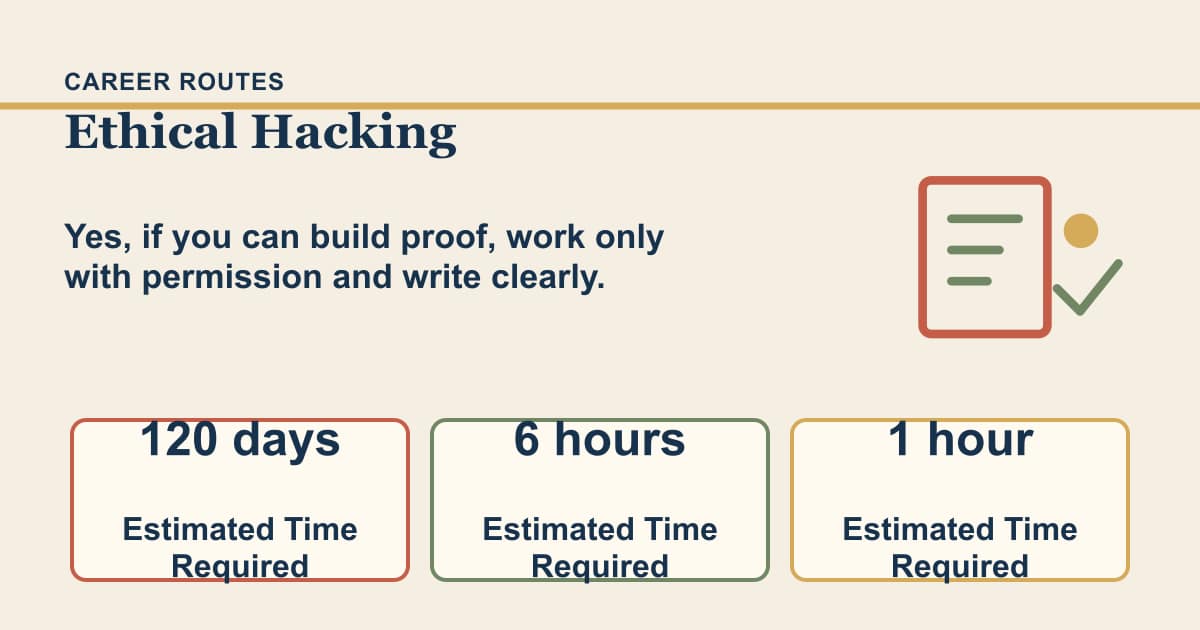 CAREER ROUTES
Ethical Hacking
Yes, if you can build proof, work only
with permission and write clearly.
120 days
Estimated Time
Required
6 hours
Estimated Time
Required
1 hour
Estimated Time
Required